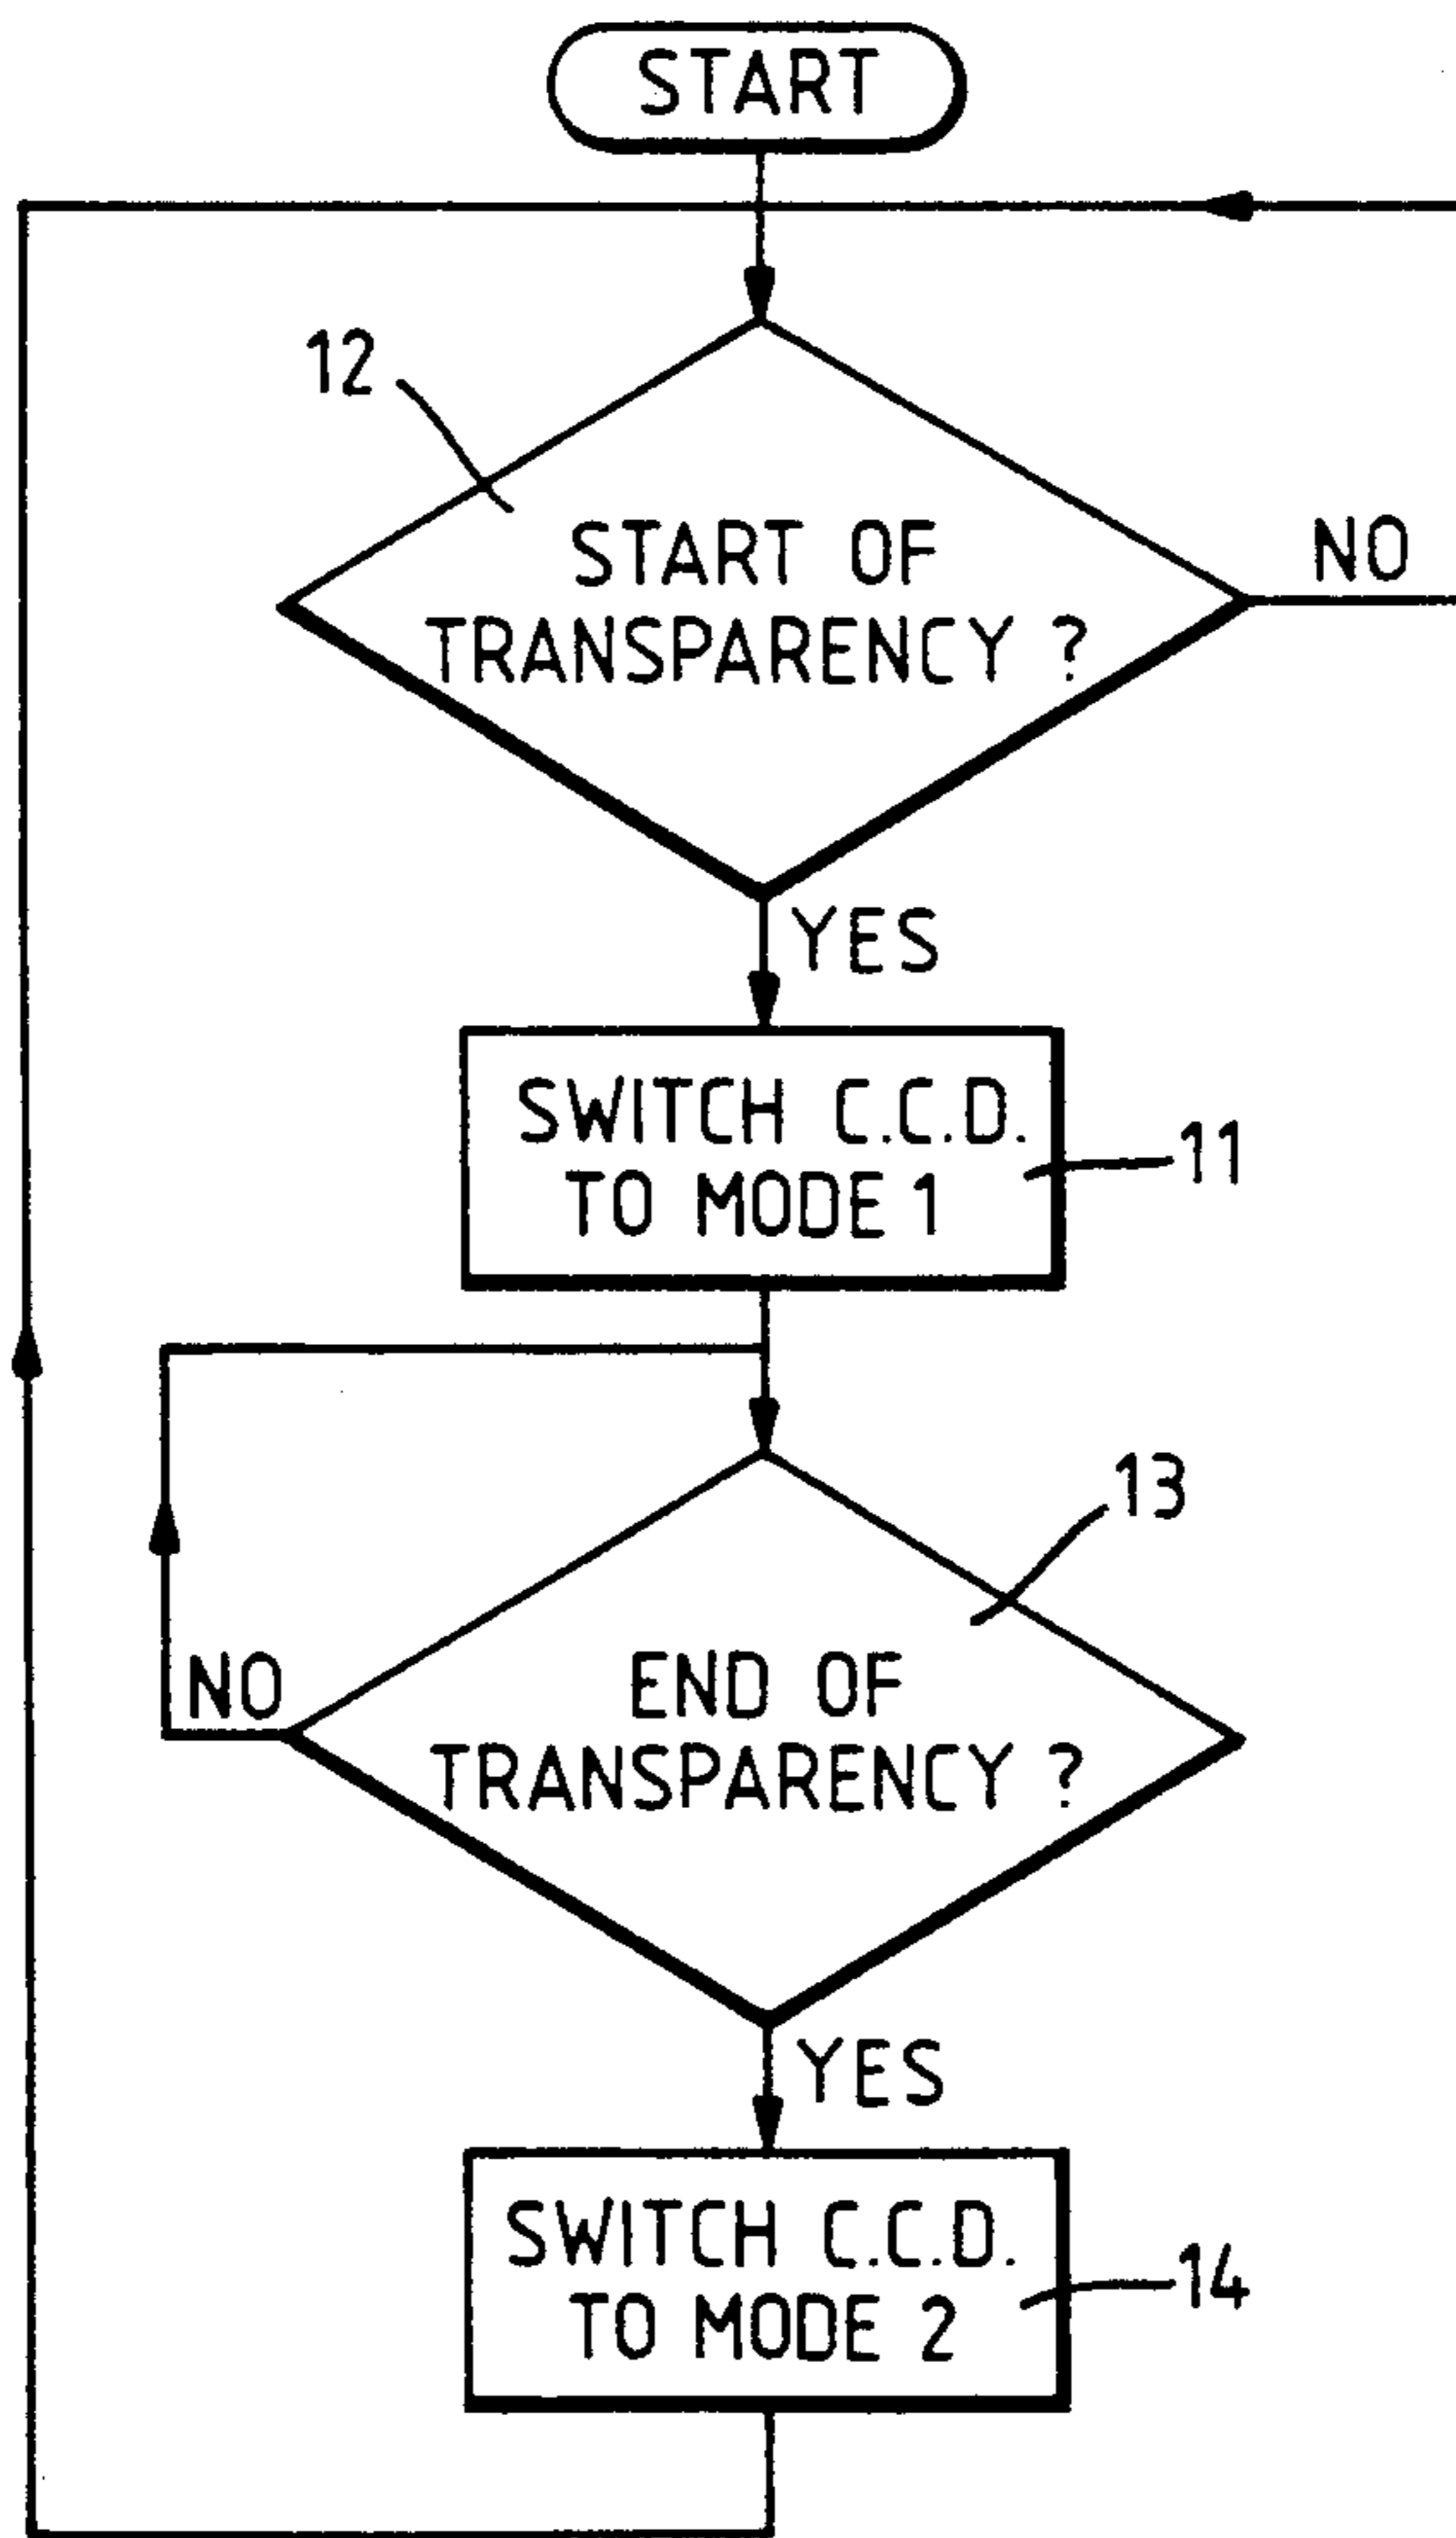 START
12
START OF
TRANSPARENCY ?
NO
YES
SWITCH C.C.D.
TO MODE 1
11
13
NO
END OF
TRANSPARENCY ?
YES
SWITCH C.C.D.
TO MODE 2
14